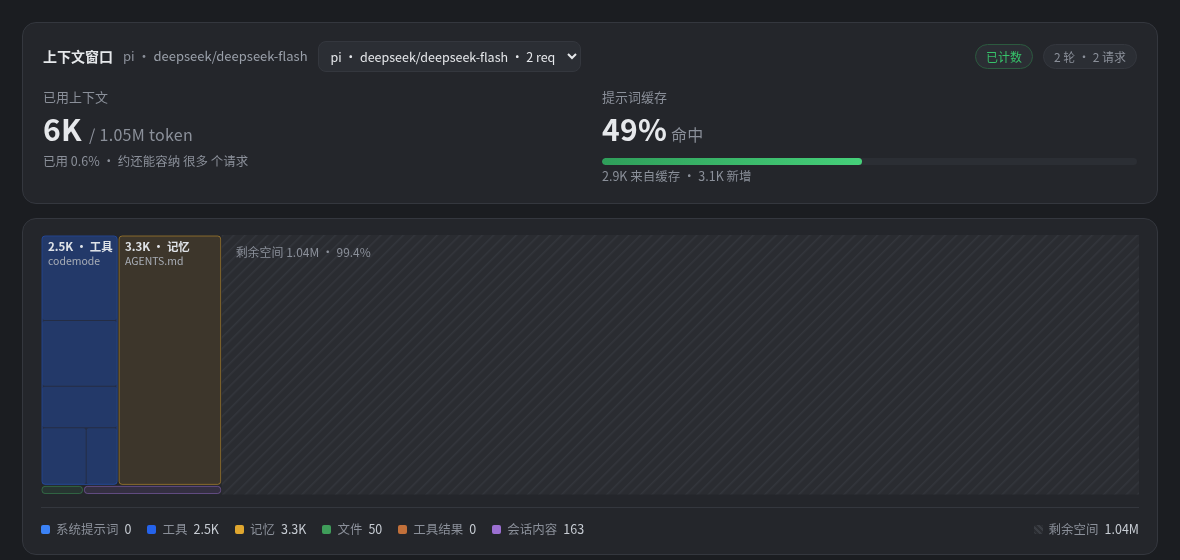 上下文窗口 pi • deepseek/deepseek-flash pi • deepseek/deepseek-flash • 2 req 已计数 2 轮 • 2 请求
已用上下文
6K / 1.05M token
已用 0.6% • 约还能容纳 很多 个请求
提示词缓存
49% 命中
2.9K 来自缓存 • 3.1K 新增
2.5K • 工具
codemode
3.3K • 记忆
AGENTS.md
剩余空间 1.04M • 99.4%
系统提示词 0 工具 2.5K 记忆 3.3K 文件 50 工具结果 0 会话内容 163 剩余空间 1.04M